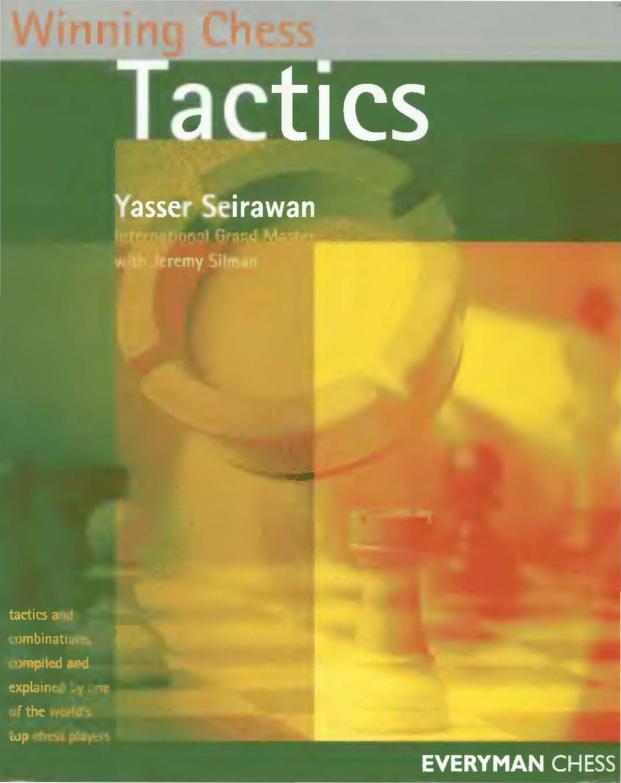 Winning Chess
Tactics
Yasser Seirawan
International Grand Master
with Jeremy Silman
tactics and
combinations
compiled and
explained by one
of the world's
top chess players
EVERYMAN CHESS